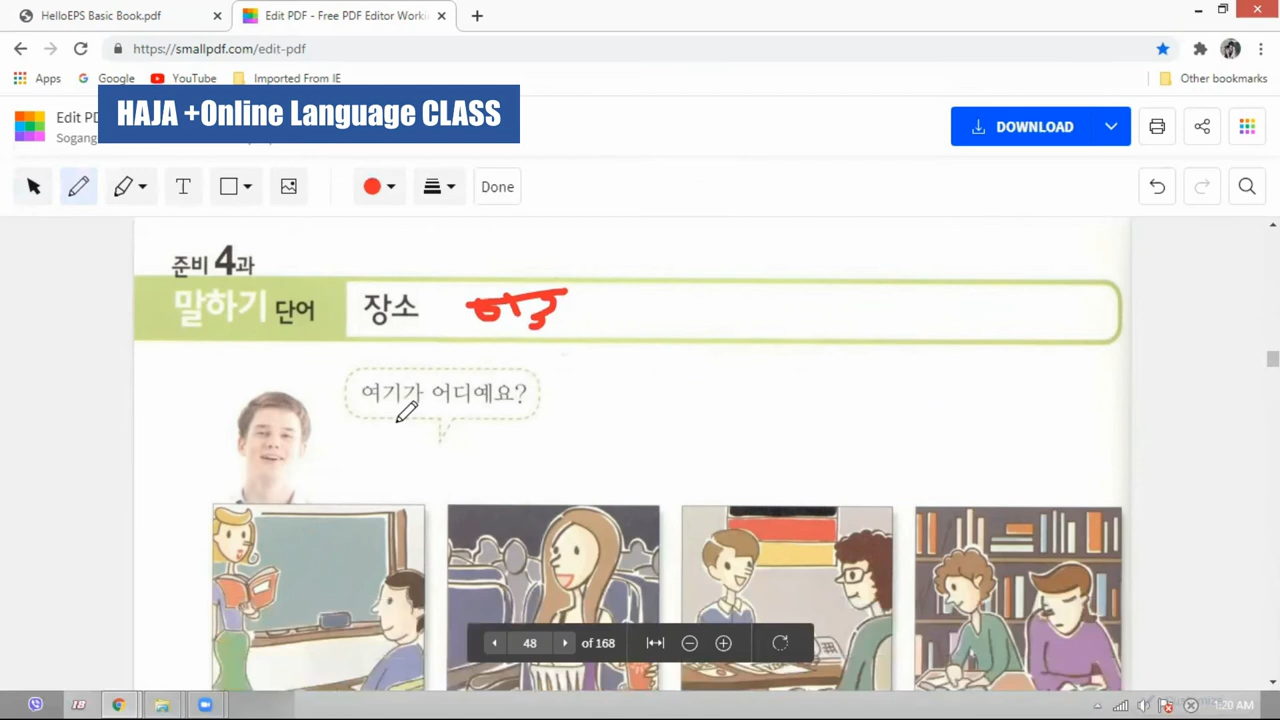 HelloEPS Basic Book.pdf
Edit PDF - Free PDF Editor Worki
https://smallpdf.com/edit-pdf
Apps
Google
YouTube
Imported From IE
Other bookmarks
HAJA +Online Language CLASS
Edit PD
Sogang
DOWNLOAD
T
Done
준비 4과
말하기 단어
장소
여기가 어디예요?
48 of 168
1:20 AM